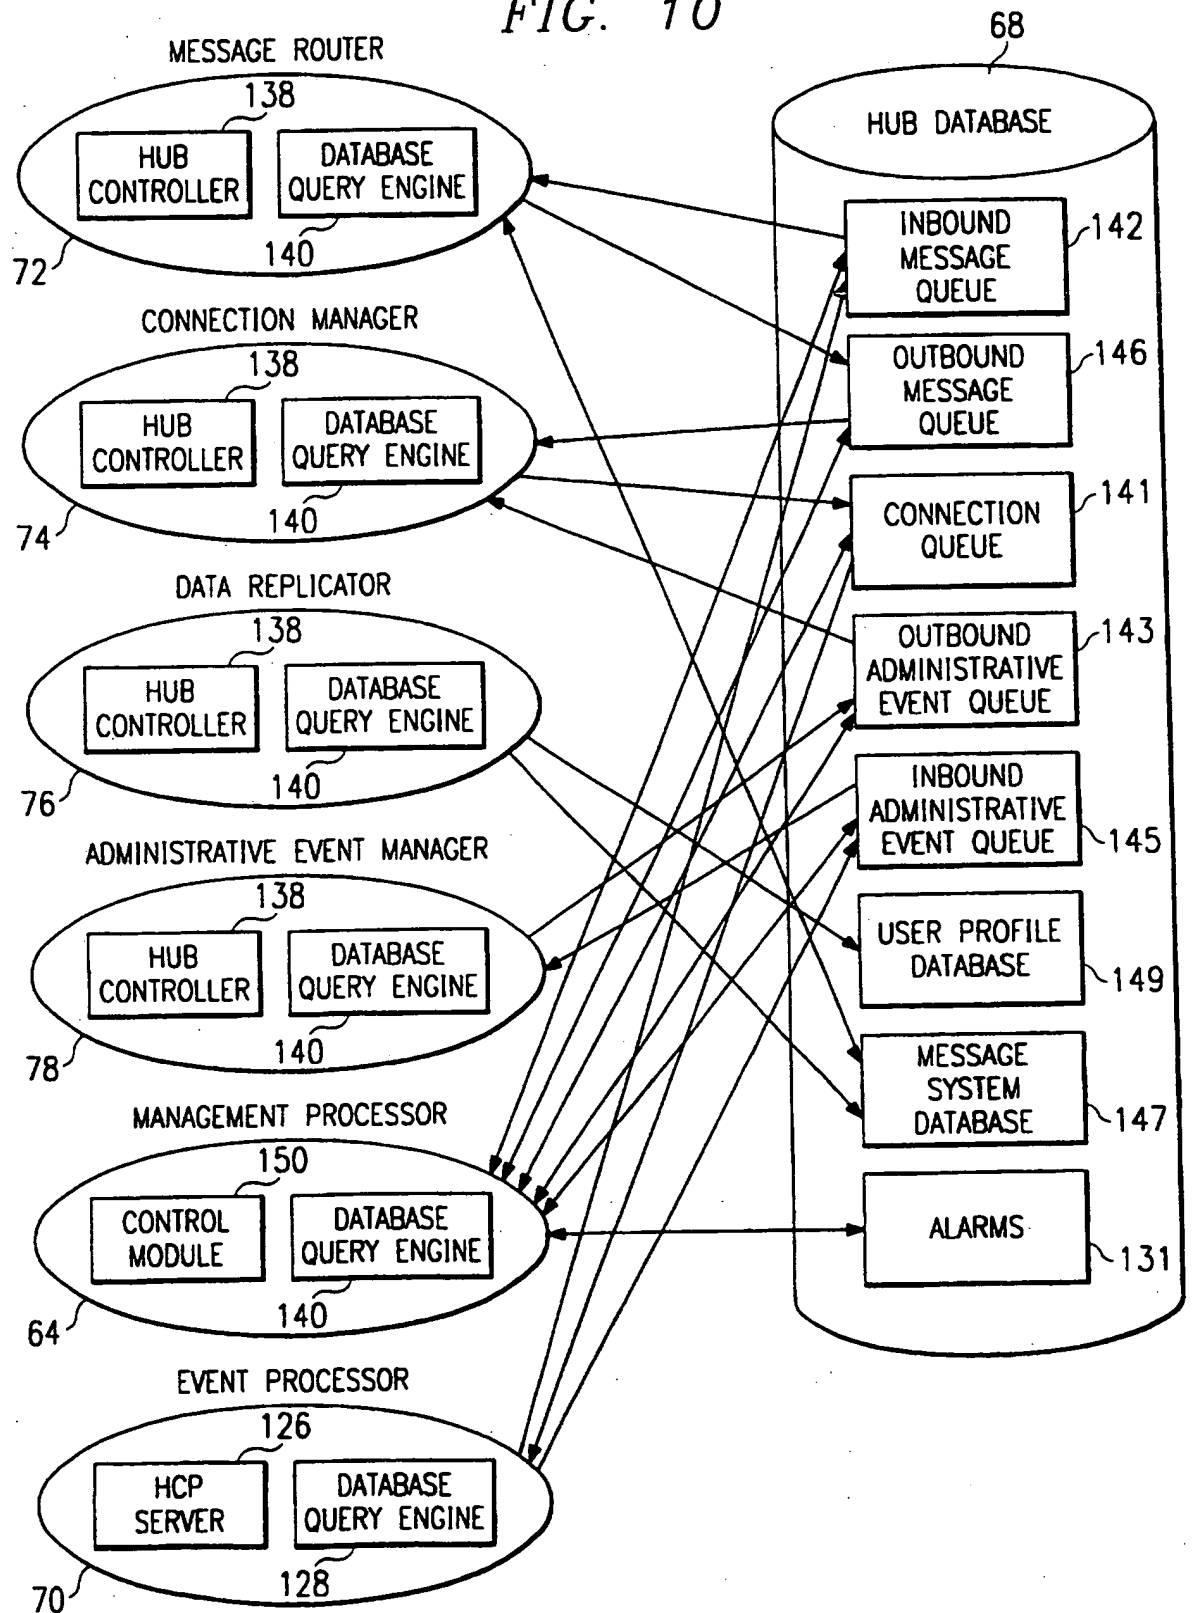 FIG. 10
MESSAGE ROUTER
138
HUB
CONTROLLER
DATABASE
QUERY ENGINE
140
72
CONNECTION MANAGER
138
HUB
CONTROLLER
DATABASE
QUERY ENGINE
140
74
DATA REPLICATOR
138
HUB
CONTROLLER
DATABASE
QUERY ENGINE
140
76
ADMINISTRATIVE EVENT MANAGER
138
HUB
CONTROLLER
DATABASE
QUERY ENGINE
140
78
MANAGEMENT PROCESSOR
150
CONTROL
MODULE
DATABASE
QUERY ENGINE
140
64
EVENT PROCESSOR
126
HCP
SERVER
DATABASE
QUERY ENGINE
128
70
68
HUB DATABASE
INBOUND
MESSAGE
QUEUE
142
OUTBOUND
MESSAGE
QUEUE
146
CONNECTION
QUEUE
141
OUTBOUND
ADMINISTRATIVE
EVENT QUEUE
143
INBOUND
ADMINISTRATIVE
EVENT QUEUE
145
USER PROFILE
DATABASE
149
MESSAGE
SYSTEM
DATABASE
147
ALARMS
131